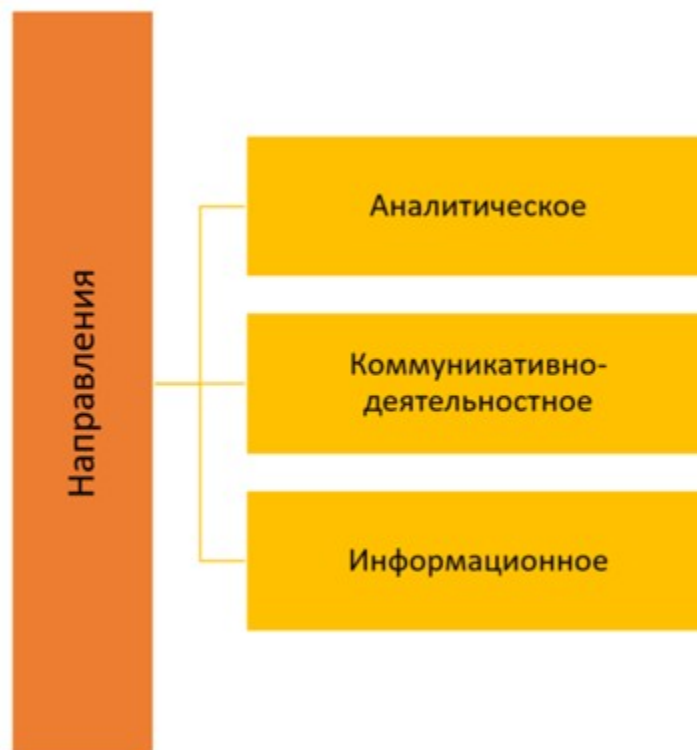 Направления
Аналитическое
Коммуникативно-
деятельностное
Информационное